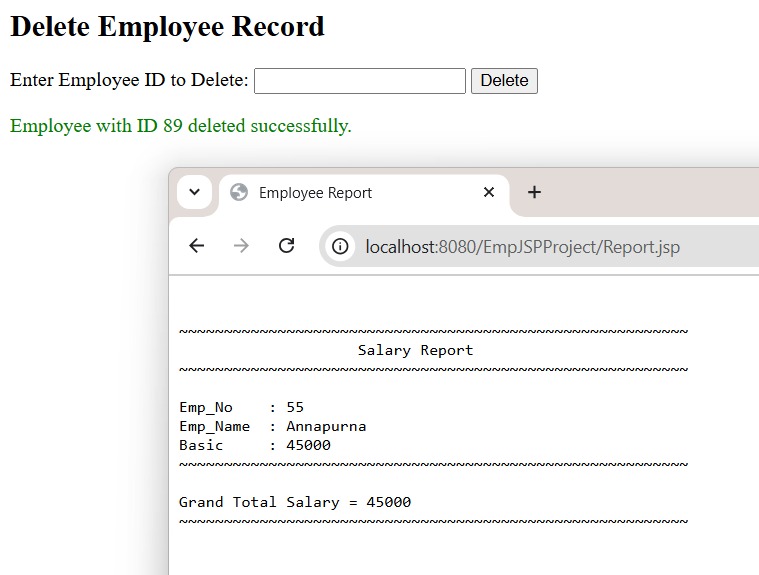 Delete Employee Record
Enter Employee ID to Delete: Delete
Employee with ID 89 deleted successfully.
Employee Report
localhost:8080/EmpJSPProject/Report.jsp
~~~~~~~~~~~~~~~~~~~~~~~~~~~~~~~~~~~~~~~~~~~~~~~~~~~~~~~~~
Salary Report
~~~~~~~~~~~~~~~~~~~~~~~~~~~~~~~~~~~~~~~~~~~~~~~~~~~~~~~~~
Emp_No : 55
Emp_Name : Annapurna
Basic : 45000
~~~~~~~~~~~~~~~~~~~~~~~~~~~~~~~~~~~~~~~~~~~~~~~~~~~~~~~~~
Grand Total Salary = 45000
~~~~~~~~~~~~~~~~~~~~~~~~~~~~~~~~~~~~~~~~~~~~~~~~~~~~~~~~~